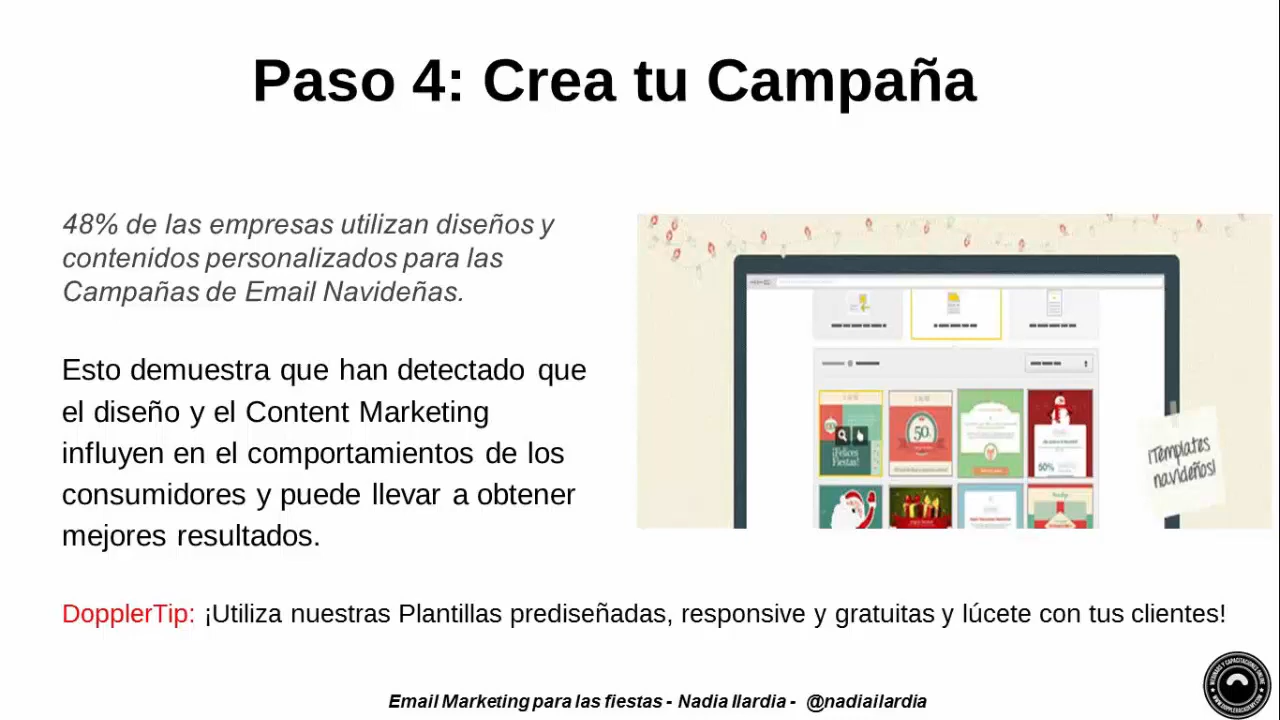 Paso 4: Crea tu Campaña
48% de las empresas utilizan diseños y
contenidos personalizados para las
Campañas de Email Navideñas.
Esto demuestra que han detectado que
el diseño y el Content Marketing
influyen en el comportamientos de los
consumidores y puede llevar a obtener
mejores resultados.
¡Felices
Fiestas!
50
50%
¡Templates
navideños!
DopplerTip: ¡Utiliza nuestras Plantillas prediseñadas, responsive y gratuitas y lúcete con tus clientes!
Email Marketing para las fiestas - Nadia Ilardia - @nadiailardia